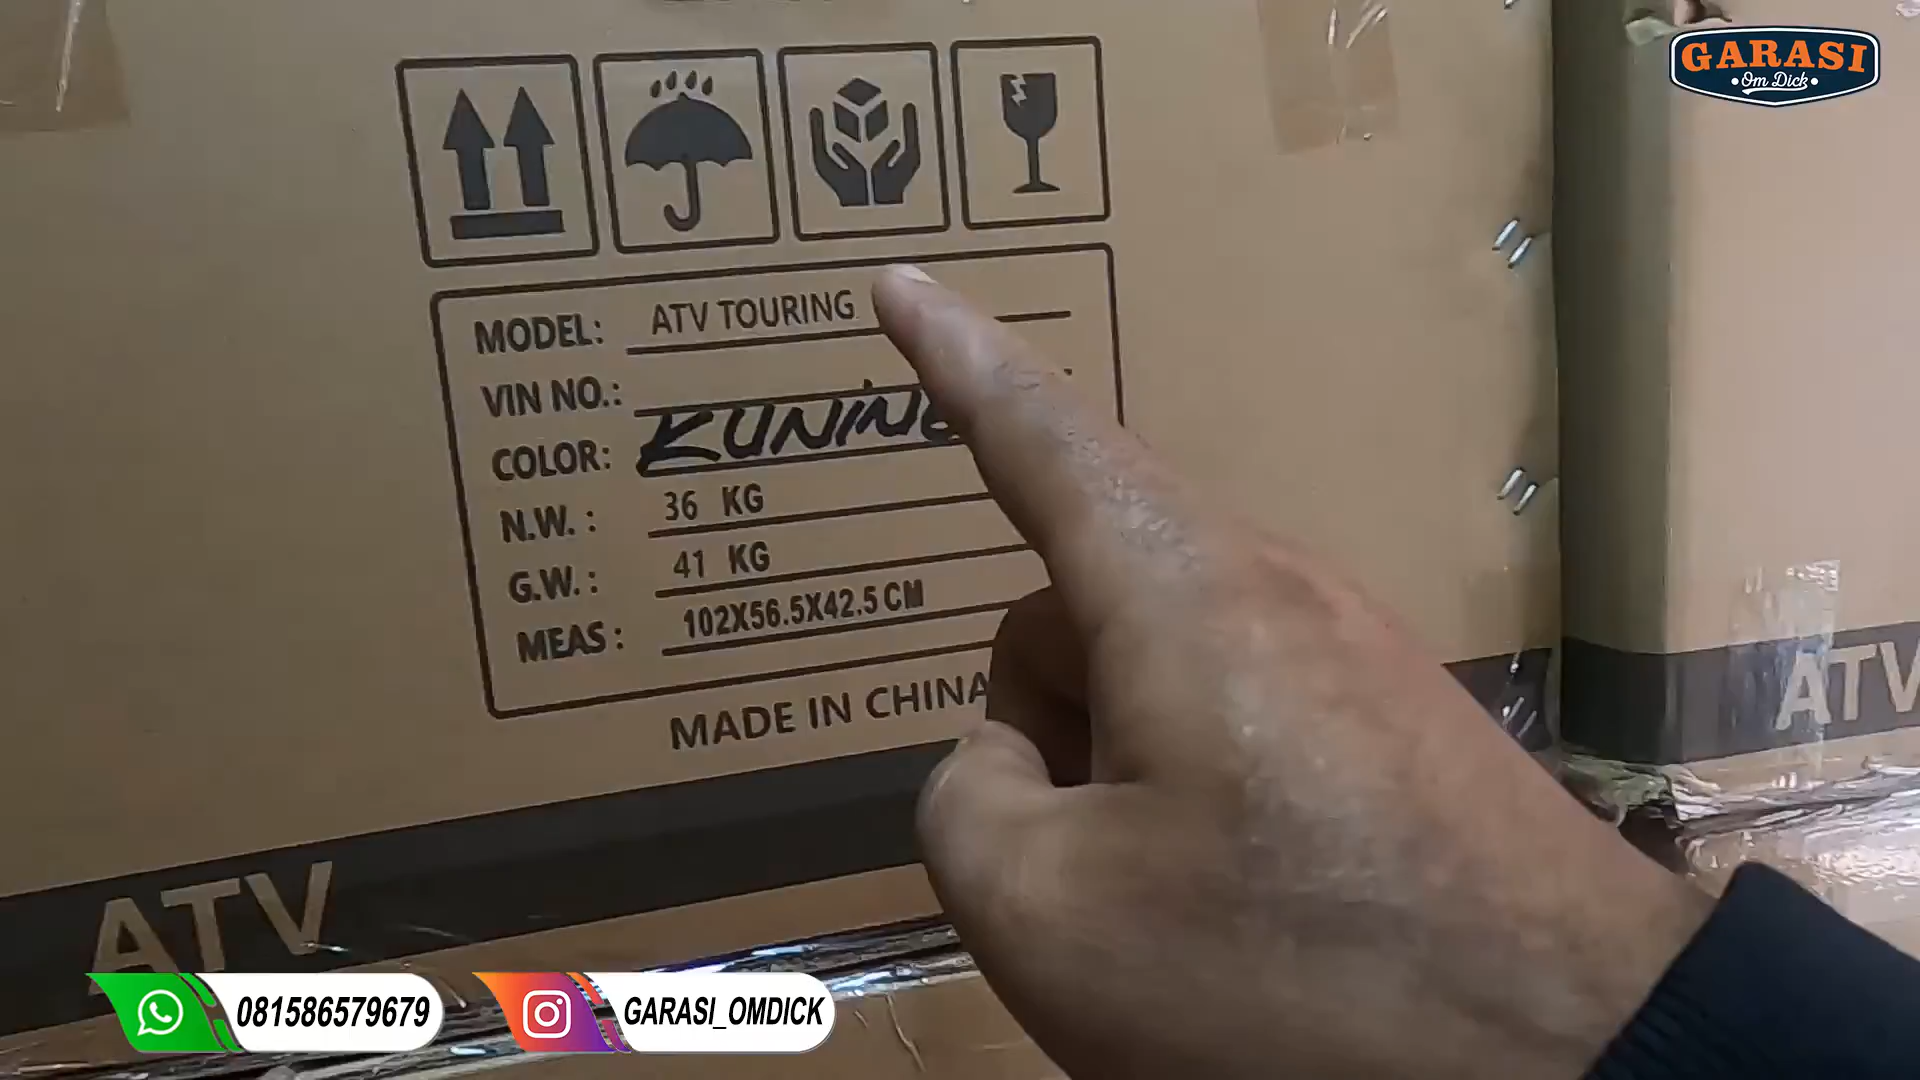 GARASI
Om Dick
MODEL: ATV TOURING
VIN NO.:
COLOR: KUNING
N.W. : 36 KG
G.W. : 41 KG
MEAS : 102X56.5X42.5 CM
MADE IN CHINA
ATV
ATV
081586579679
GARASI_OMDICK